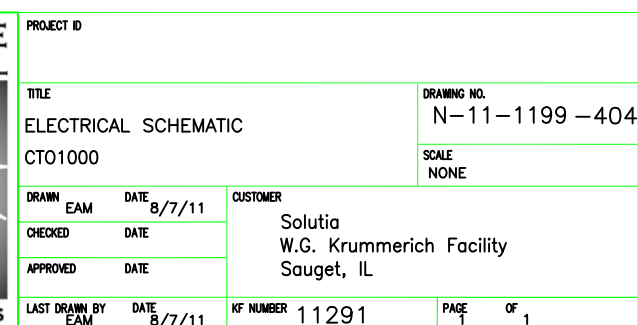 PROJECT ID
TITLE
ELECTRICAL SCHEMATIC
CTO1000
DRAWING NO.
N-11-1199-404
SCALE
NONE
DRAWN EAM DATE 8/7/11
CHECKED DATE
APPROVED DATE
CUSTOMER
Solutia
W.G. Krummerich Facility
Sauget, IL
LAST DRAWN BY EAM DATE 8/7/11
KF NUMBER 11291
PAGE 1 OF 1